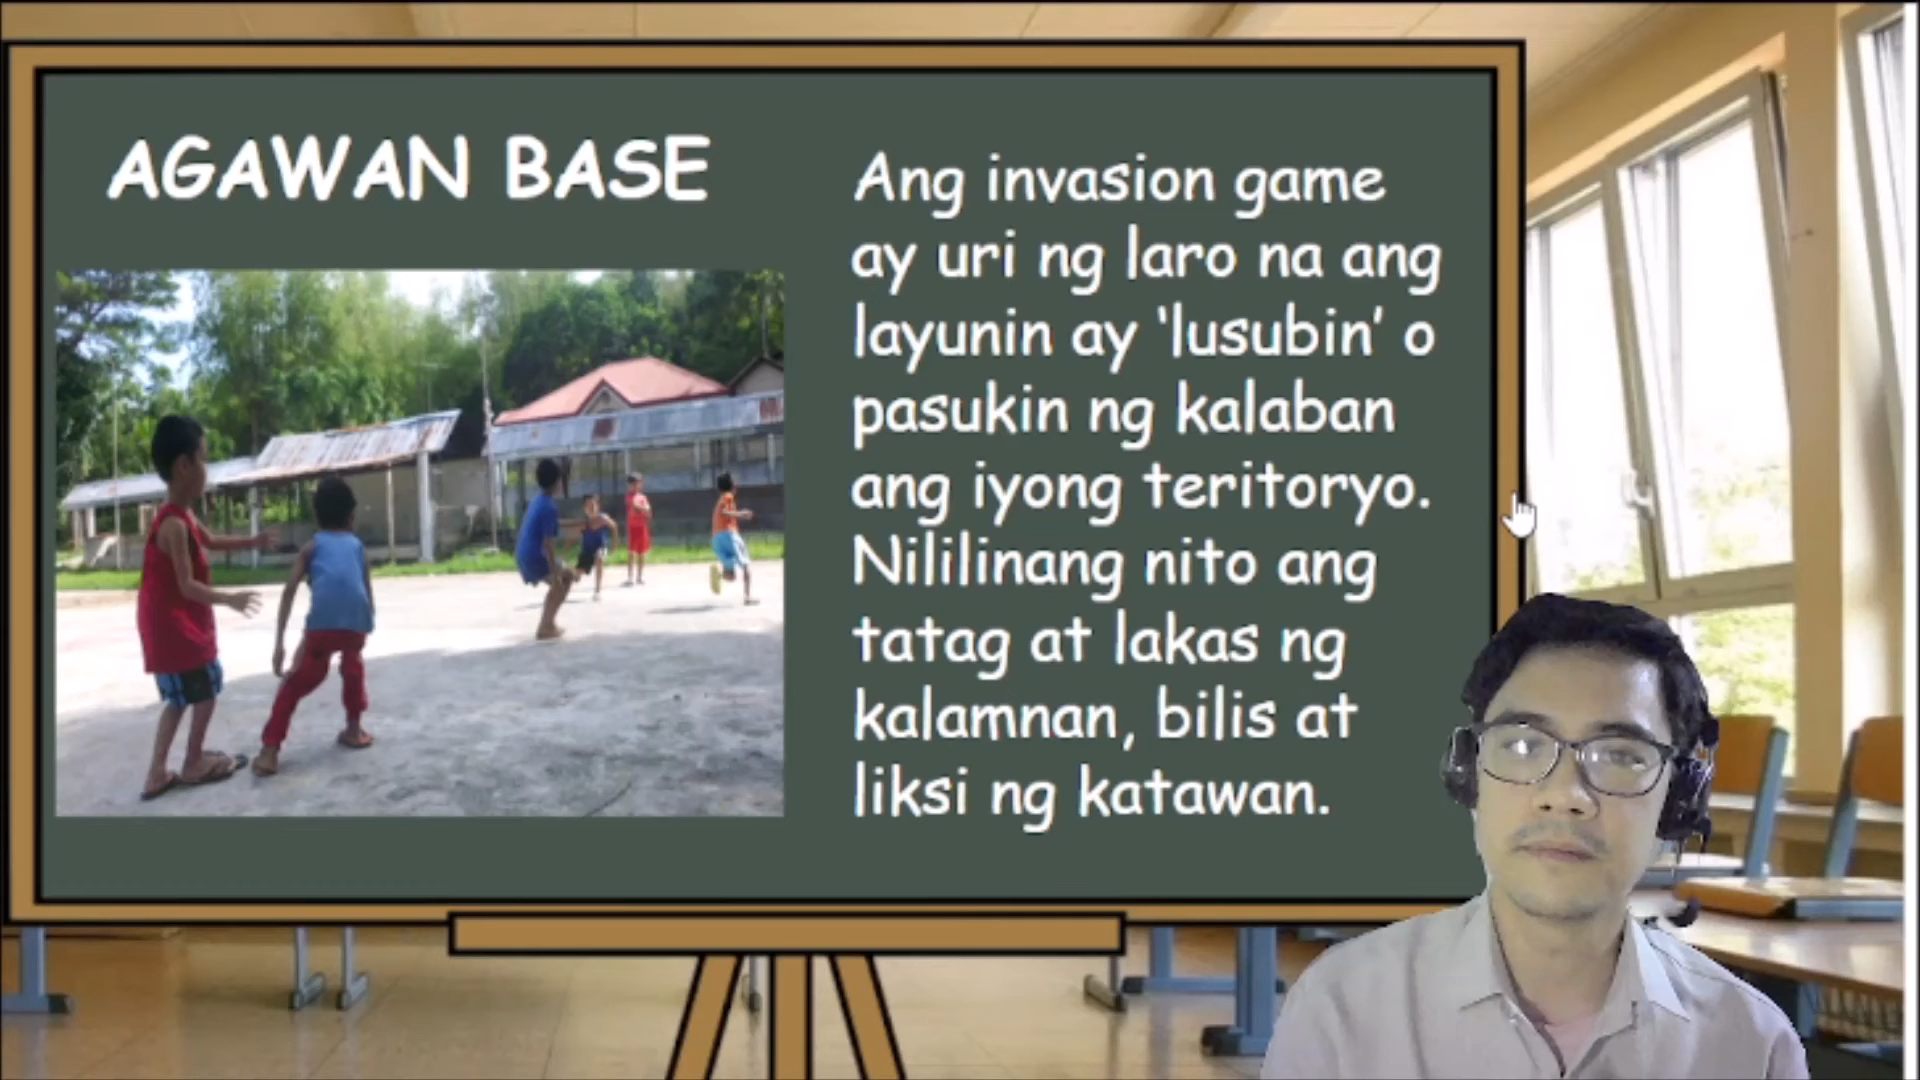 AGAWAN BASE
Ang invasion game
ay uri ng laro na ang
layunin ay ‘lusubin’ o
pasukin ng kalaban
ang iyong teritoryo.
Nililinang nito ang
tatag at lakas ng
kalamnan, bilis at
liksi ng katawan.